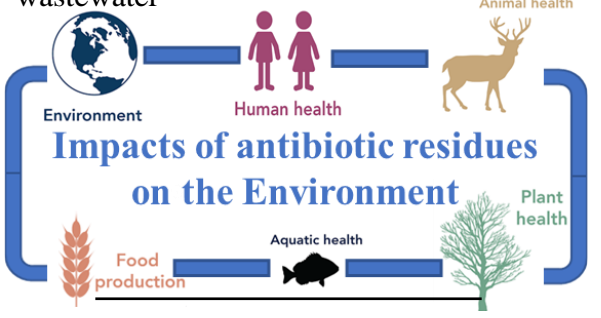 wastewater
Animal health
Environment
Human health
Impacts of antibiotic residues
on the Environment
Plant
health
Aquatic health
Food
production